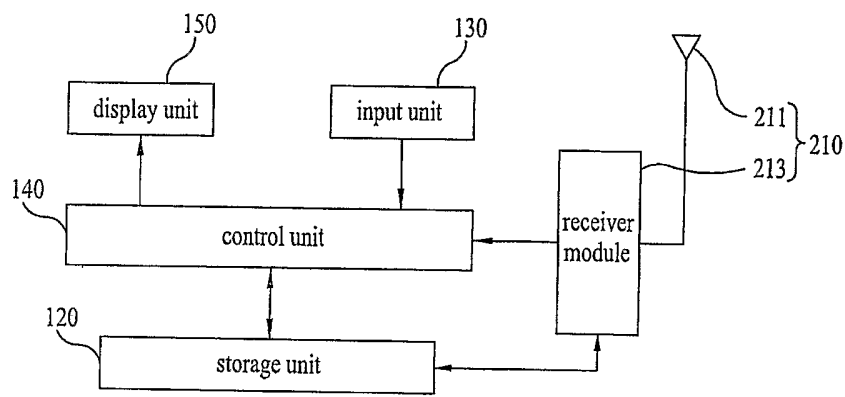 150
130
display unit
input unit
211
210
213
140
control unit
receiver
module
120
storage unit